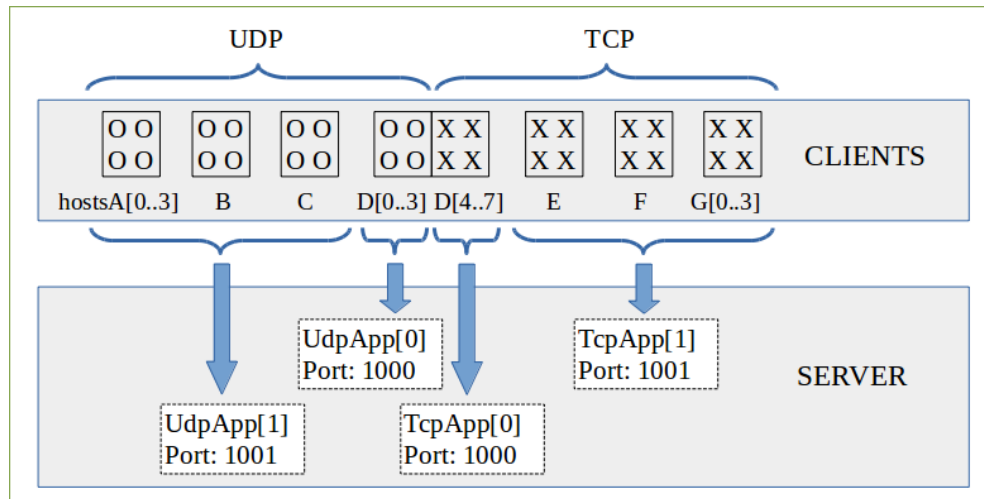 UDP TCP
O O O O O O O O X X X X X X X X
O O O O O O O O X X X X X X X X
CLIENTS
hostsA[0..3] B C D[0..3] D[4..7] E F G[0..3]
UdpApp[0]
Port: 1000
TcpApp[1]
Port: 1001
SERVER
UdpApp[1]
Port: 1001
TcpApp[0]
Port: 1000